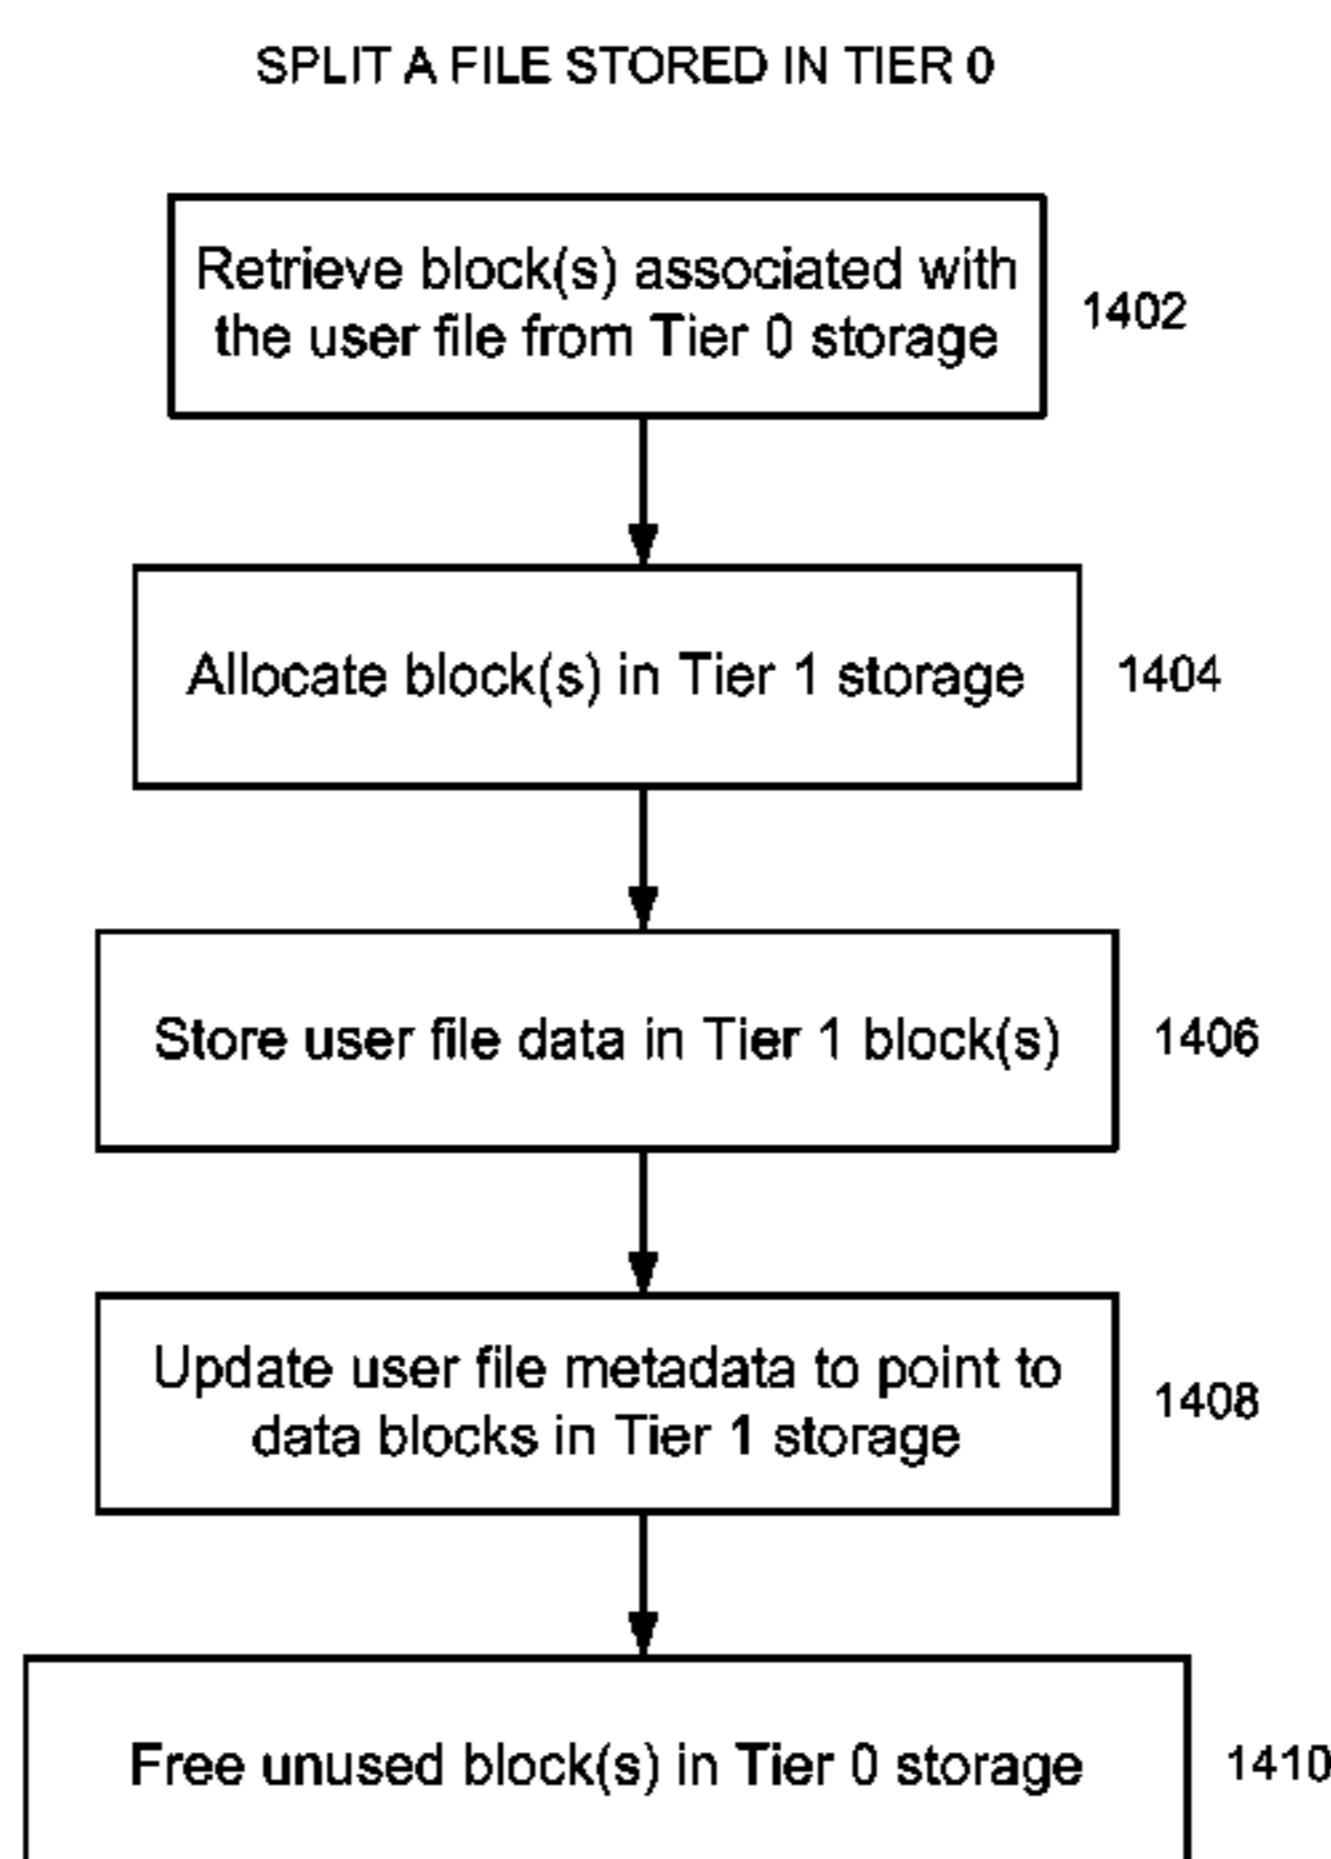 SPLIT A FILE STORED IN TIER 0
Retrieve block(s) associated with
the user file from Tier 0 storage
1402
Allocate block(s) in Tier 1 storage
1404
Store user file data in Tier 1 block(s)
1406
Update user file metadata to point to
data blocks in Tier 1 storage
1408
Free unused block(s) in Tier 0 storage
1410